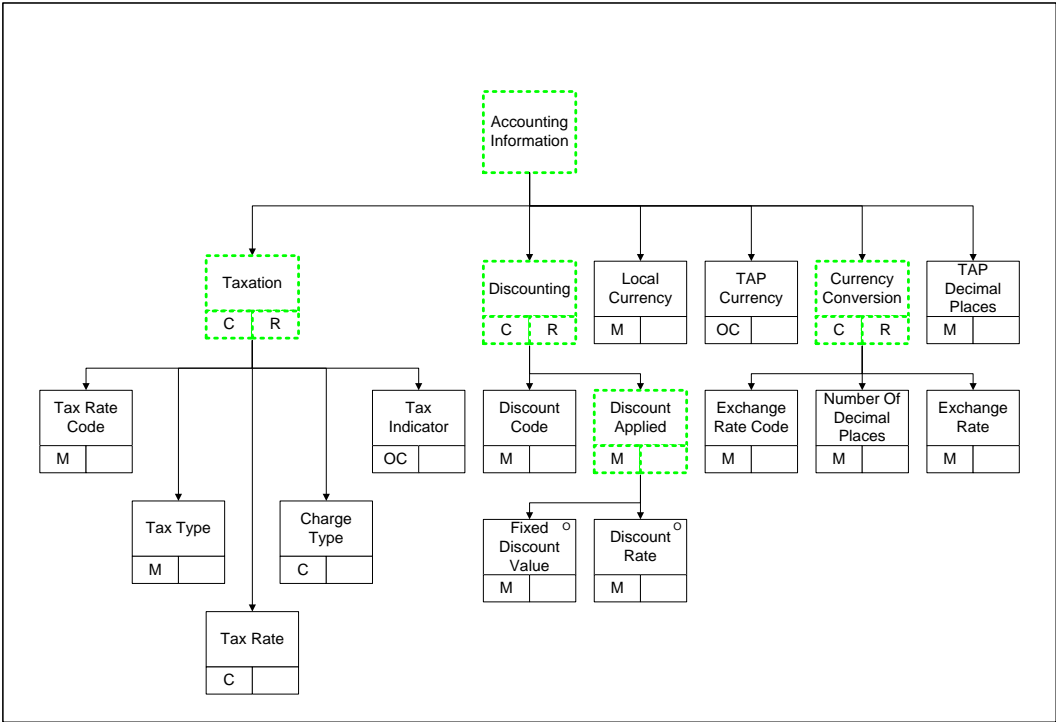 Accounting
Information
Taxation
C R
Discounting
C R
Local
Currency
M
TAP
Currency
OC
Currency
Conversion
C R
TAP
Decimal
Places
M
Tax Rate
Code
M
Tax
Indicator
OC
Discount
Code
M
Discount
Applied
M
Exchange
Rate Code
M
Number Of
Decimal
Places
M
Exchange
Rate
M
Tax Type
M
Charge
Type
C
Fixed O
Discount
Value
M
Discount O
Rate
M
Tax Rate
C